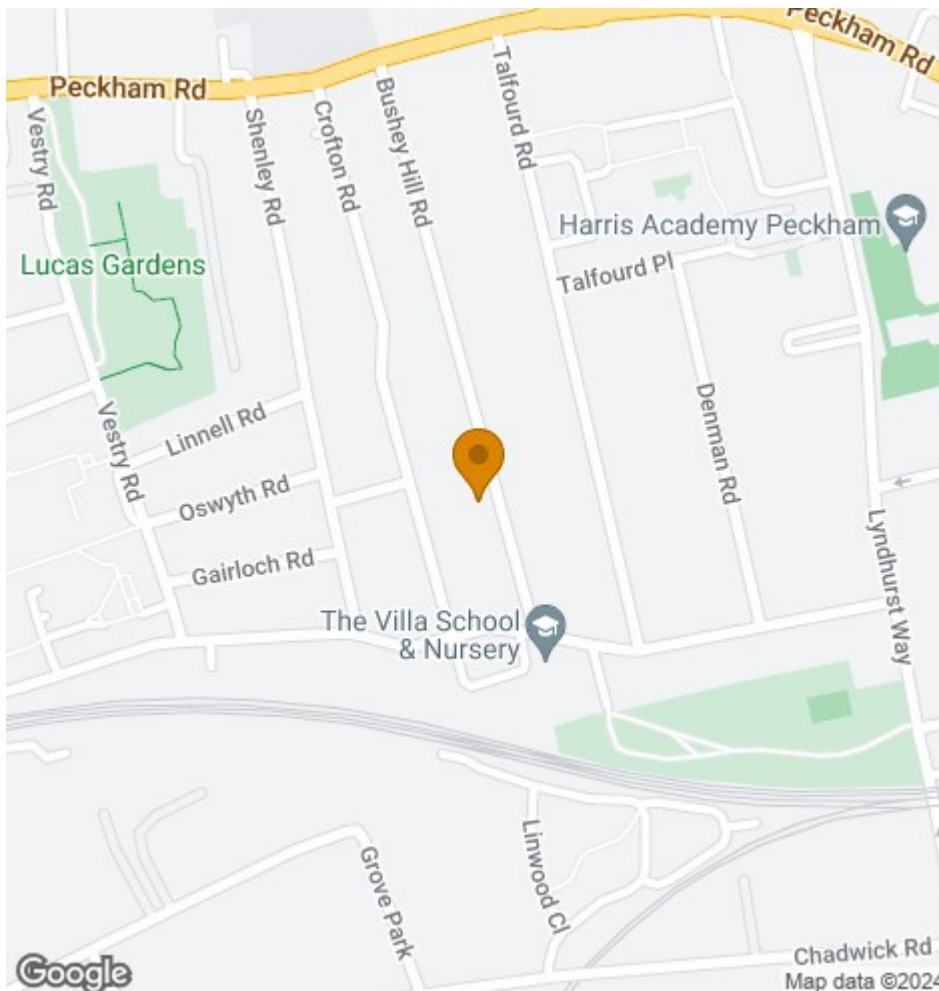 Peckham Rd
Peckham Rd
Vestry Rd
Shenley Rd
Crofton Rd
Bushey Hill Rd
Talfourd Rd
Harris Academy Peckham
Lucas Gardens
Talfourd Pl
Denman Rd
Linnell Rd
Vestry Rd
Oswyth Rd
Gairloch Rd
Lyndhurst Way
The Villa School
& Nursery
Linwood Cl
Grove Park
Chadwick Rd
Google
Map data ©2024